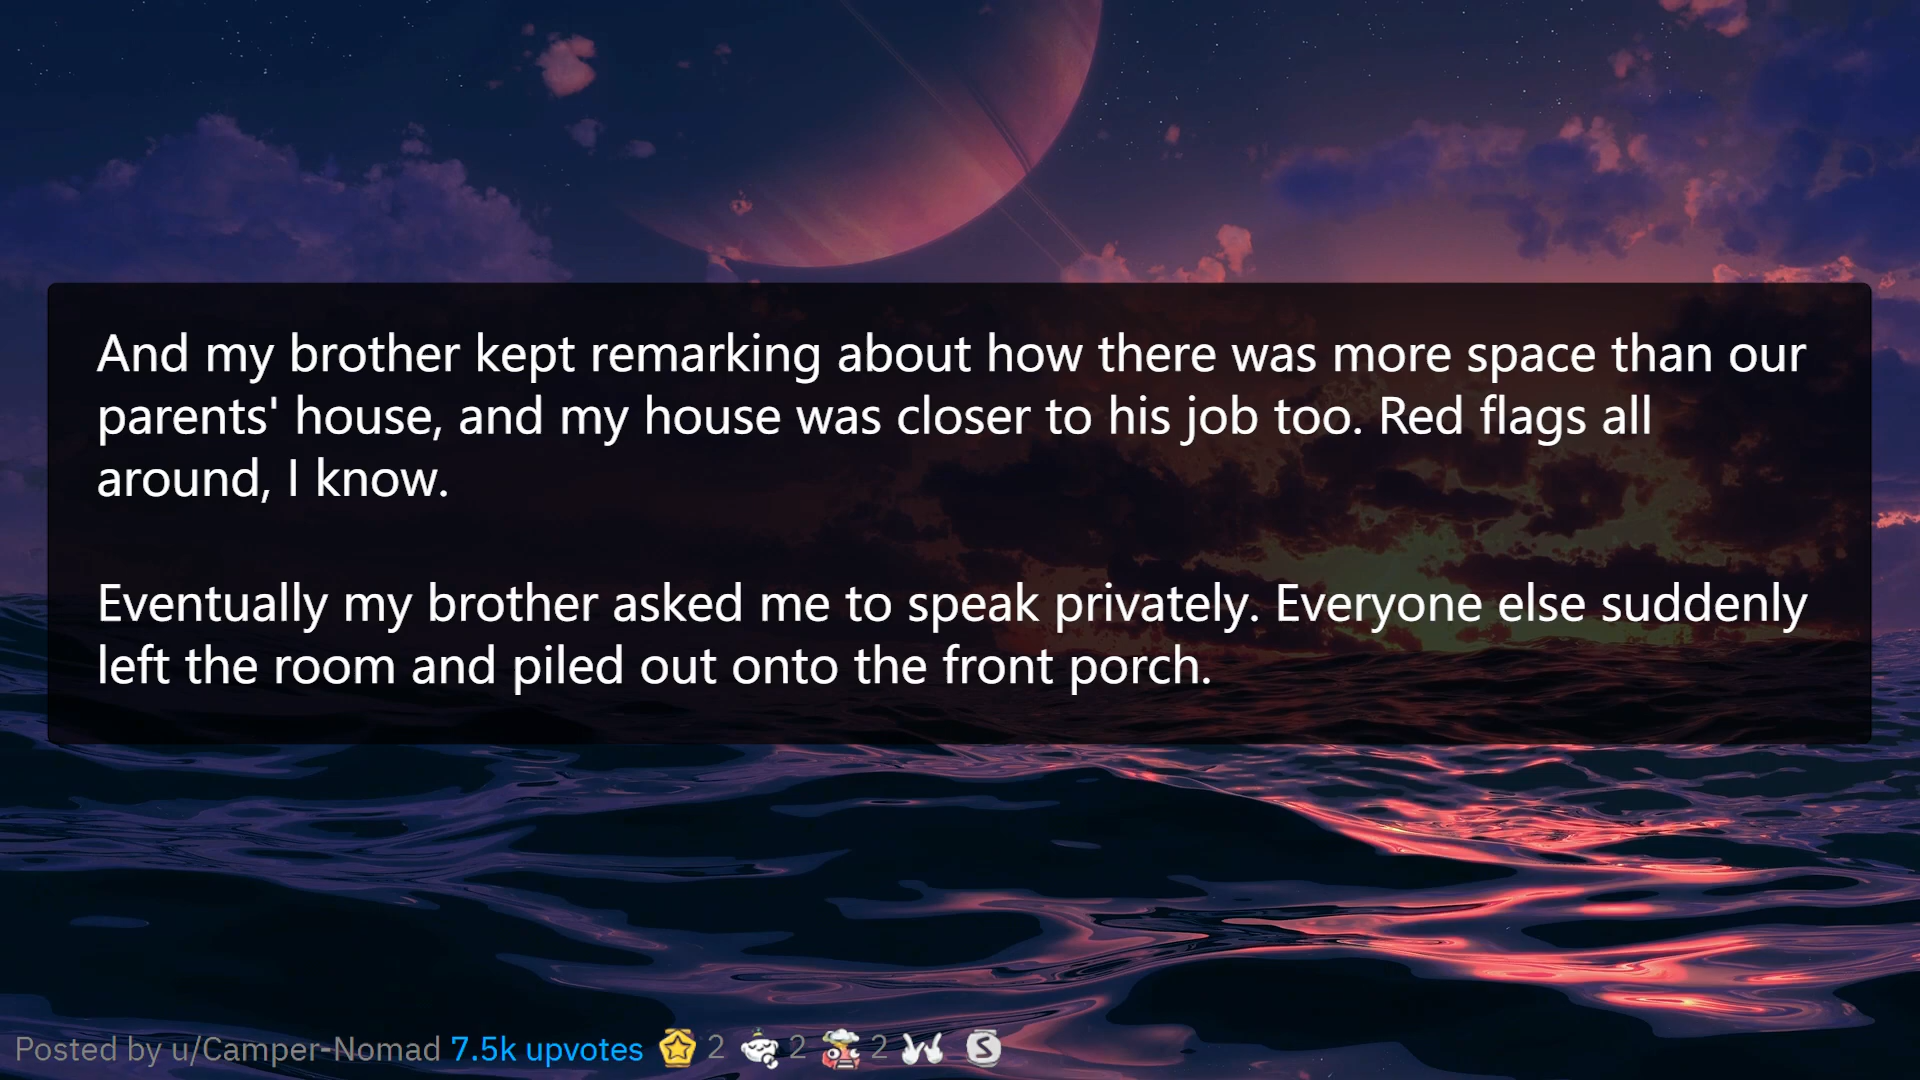 And my brother kept remarking about how there was more space than our
parents' house, and my house was closer to his job too. Red flags all
around, I know.
Eventually my brother asked me to speak privately. Everyone else suddenly
left the room and piled out onto the front porch.
Posted by u/Camper-Nomad 7.5k upvotes 2 2 2 S